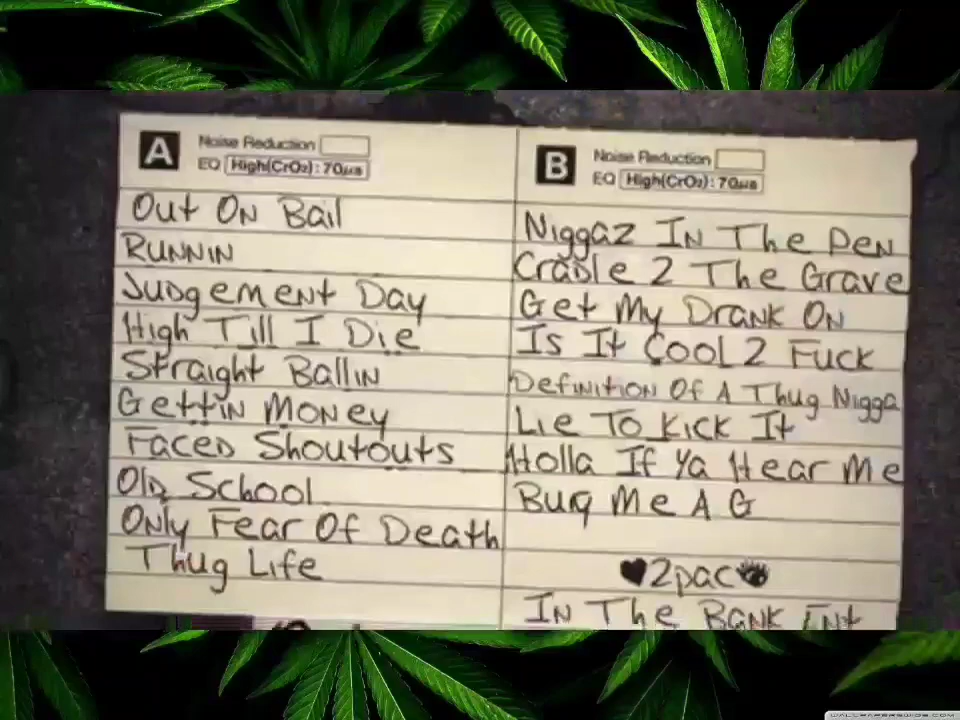 A
Noise Reduction
EQ High(CrO2):70µs
Out On Bail
Runnin
Judgement Day
High Till I Die
Straight Ballin
Gettin Money
Faced Shoutouts
Old School
Only Fear Of Death
Thug Life
B
Noise Reduction
EQ High(CrO2):70µs
Niggaz In The Pen
Cradle 2 The Grave
Get My Drank On
Is It Cool 2 Fuck
Definition Of A Thug Nigga
Lie To Kick It
Holla If Ya Hear Me
Bury Me A G
♥2pac
In The Bank Ent